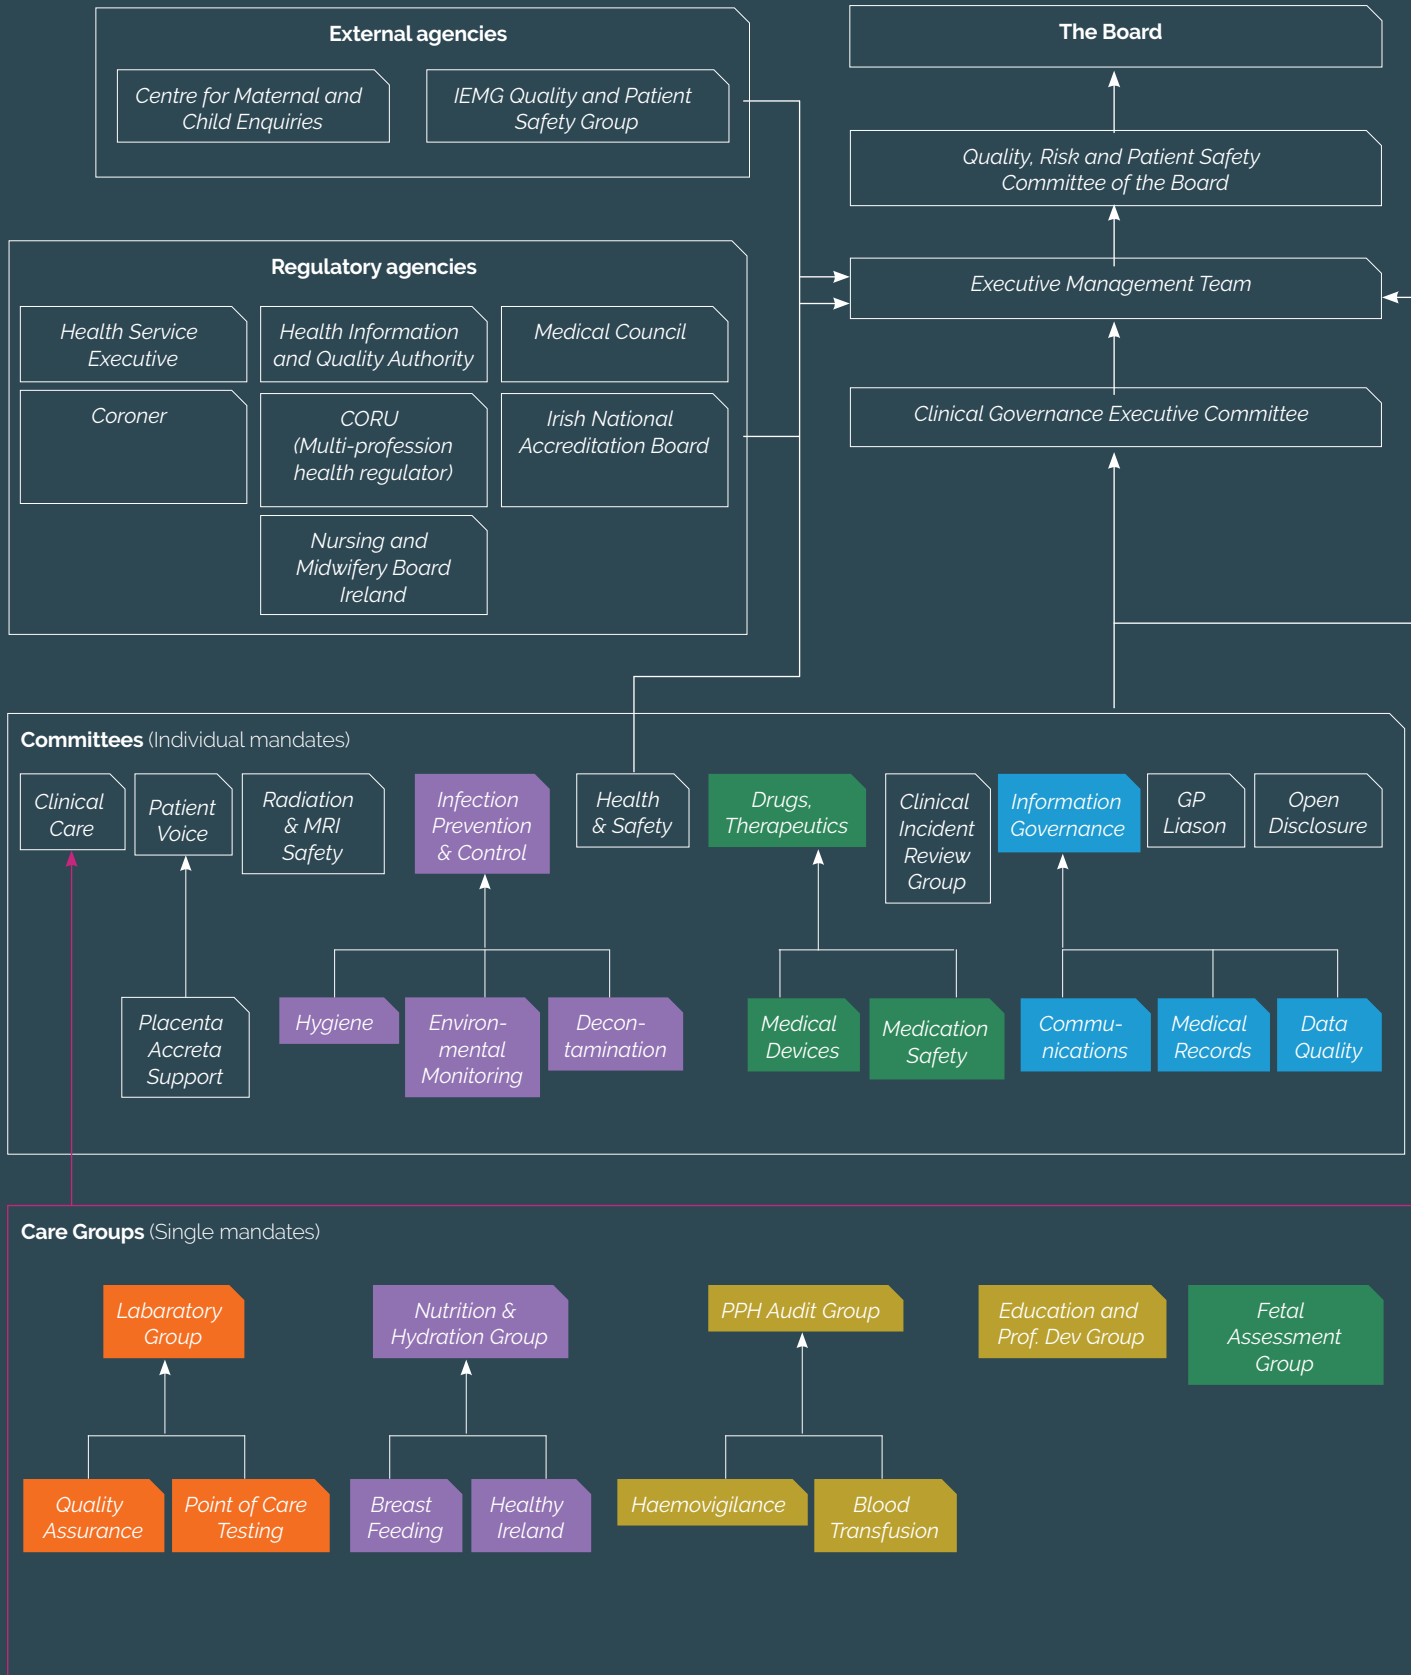 External agencies
Centre for Maternal and
Child Enquiries
IEMG Quality and Patient
Safety Group
The Board
Quality, Risk and Patient Safety
Committee of the Board
Executive Management Team
Clinical Governance Executive Committee
Regulatory agencies
Health Service
Executive
Health Information
and Quality Authority
Medical Council
Coroner
CORU
(Multi-profession
health regulator)
Irish National
Accreditation Board
Nursing and
Midwifery Board
Ireland
Committees (Individual mandates)
Clinical
Care
Patient
Voice
Radiation
& MRI
Safety
Infection
Prevention
& Control
Health
& Safety
Drugs,
Therapeutics
Clinical
Incident
Review
Group
Information
Governance
GP
Liason
Open
Disclosure
Placenta
Accreta
Support
Hygiene
Environ-
mental
Monitoring
Decon-
tamination
Medical
Devices
Medication
Safety
Commu-
nications
Medical
Records
Data
Quality
Care Groups (Single mandates)
Labaratory
Group
Nutrition &
Hydration Group
PPH Audit Group
Education and
Prof. Dev Group
Fetal
Assessment
Group
Quality
Assurance
Point of Care
Testing
Breast
Feeding
Healthy
Ireland
Haemovigilance
Blood
Transfusion